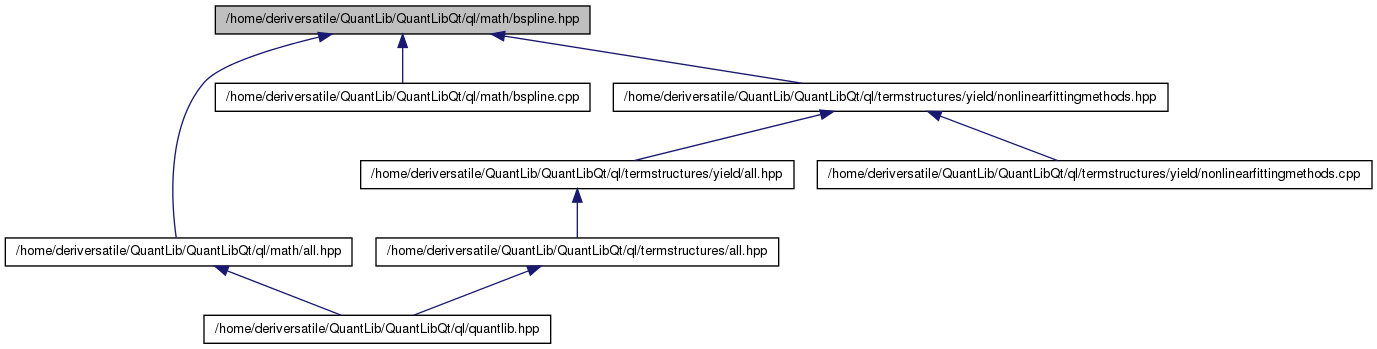 /home/deriversatile/QuantLib/QuantLibQt/ql/math/bspline.hpp
/home/deriversatile/QuantLib/QuantLibQt/ql/math/bspline.cpp
/home/deriversatile/QuantLib/QuantLibQt/ql/termstructures/yield/nonlinearfittingmethods.hpp
/home/deriversatile/QuantLib/QuantLibQt/ql/termstructures/yield/all.hpp
/home/deriversatile/QuantLib/QuantLibQt/ql/termstructures/yield/nonlinearfittingmethods.cpp
/home/deriversatile/QuantLib/QuantLibQt/ql/math/all.hpp
/home/deriversatile/QuantLib/QuantLibQt/ql/termstructures/all.hpp
/home/deriversatile/QuantLib/QuantLibQt/ql/quantlib.hpp